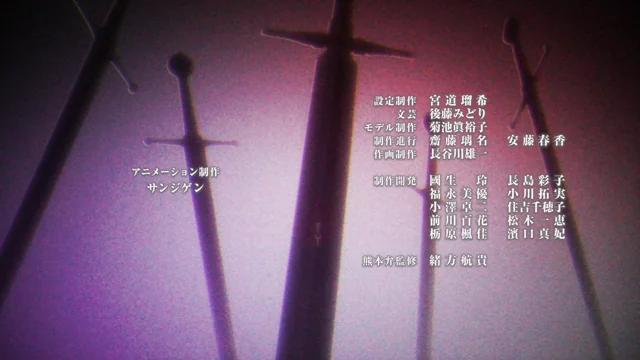 アニメーション制作
サンジゲン
設定制作 宮道瑠希
文芸 後藤みどり
モデル制作 菊池眞裕子
制作進行 齋藤璃名 安藤春香
作画制作 長谷川雄一
制作開発 國生玲 長島彩子
福永美優 小川拓実
小澤卓二 住吉千穂子
前川百花 松木一恵
栃原楓佳 濱口真妃
熊本弁監修 緒方航貴